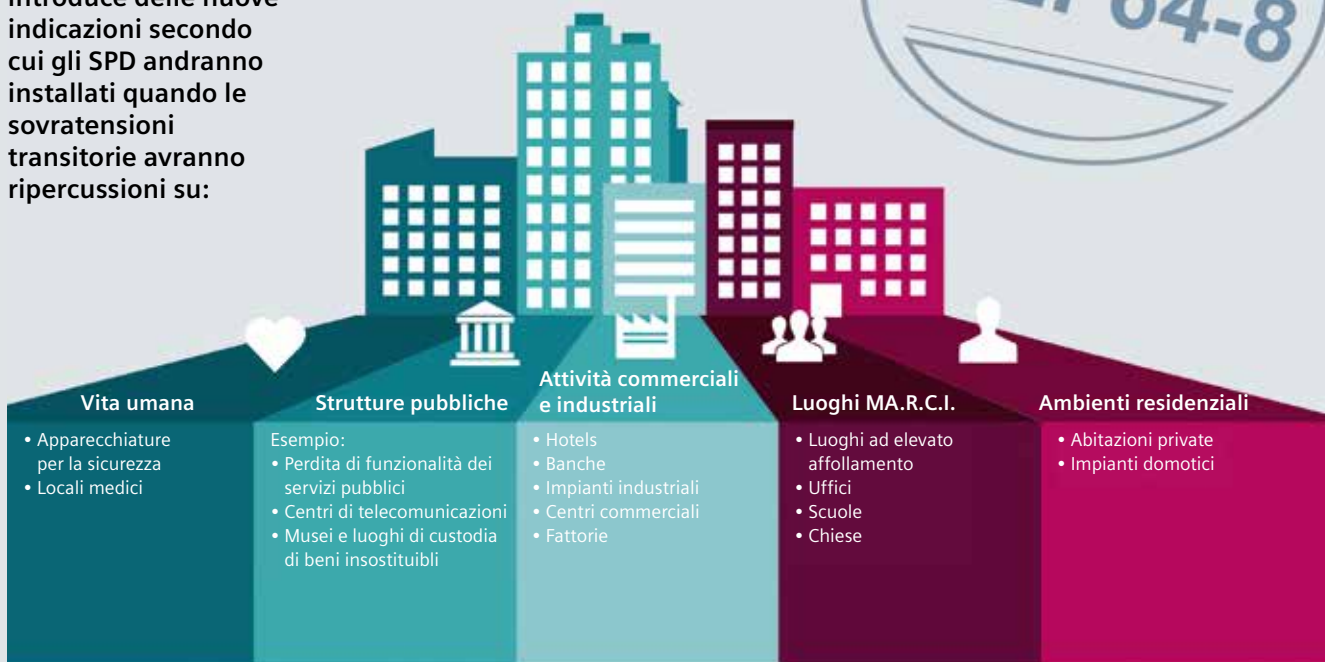 introduce delle nuove
indicazioni secondo
cui gli SPD andranno
installati quando le
sovratensioni
transitorie avranno
ripercussioni su:
64-8
Vita umana
• Apparecchiature
per la sicurezza
• Locali medici
Strutture pubbliche
Esempio:
• Perdita di funzionalità dei
servizi pubblici
• Centri di telecomunicazioni
• Musei e luoghi di custodia
di beni insostituibli
Attività commerciali
e industriali
• Hotels
• Banche
• Impianti industriali
• Centri commerciali
• Fattorie
Luoghi MA.R.C.I.
• Luoghi ad elevato
affollamento
• Uffici
• Scuole
• Chiese
Ambienti residenziali
• Abitazioni private
• Impianti domotici